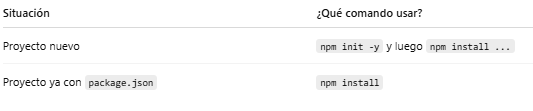 Situación ¿Qué comando usar?
Proyecto nuevo npm init -y y luego npm install ...
Proyecto ya con package.json npm install